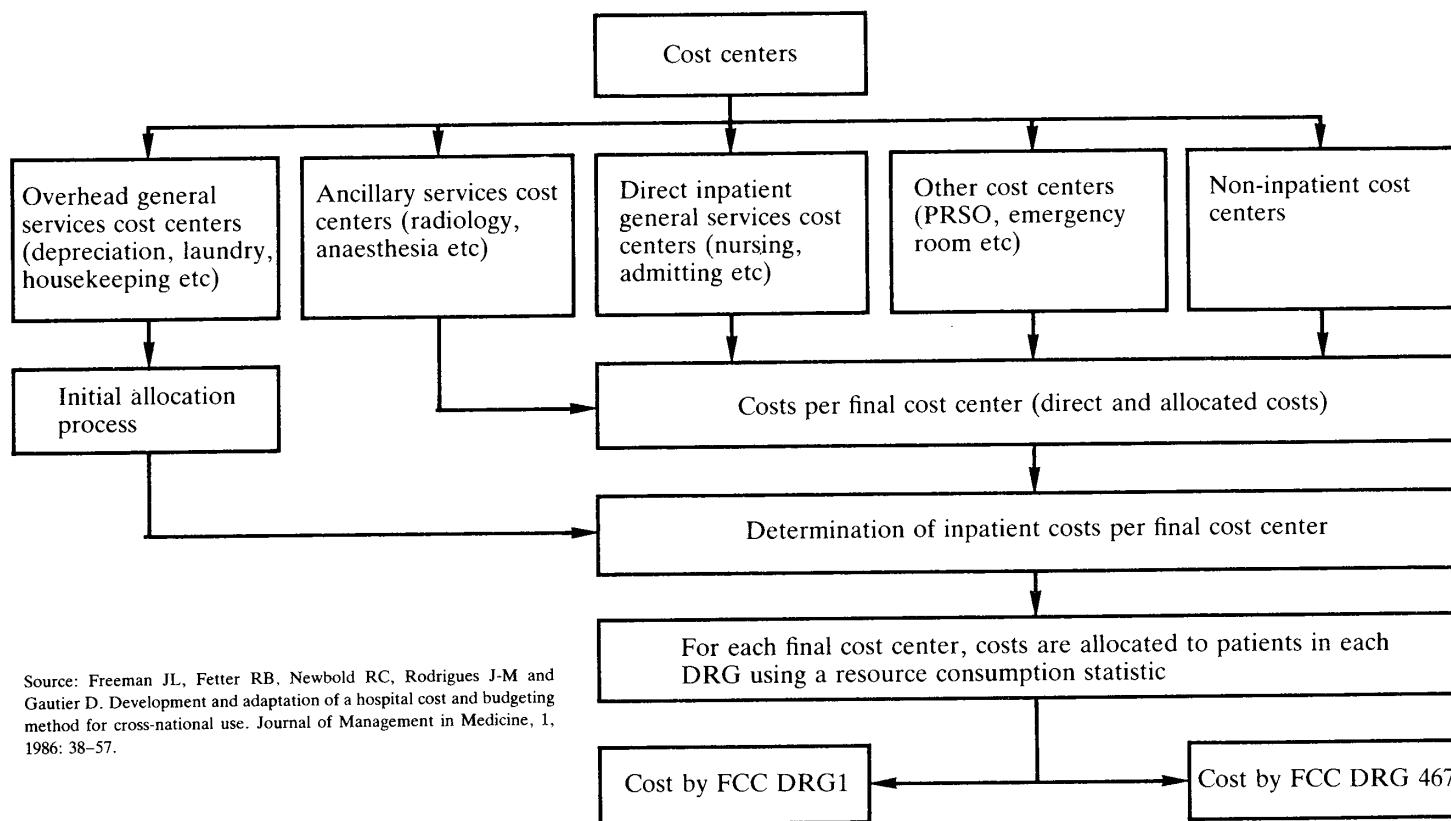 Cost centers
Overhead general
services cost centers
(depreciation, laundry,
housekeeping etc)
Ancillary services cost
centers (radiology,
anaesthesia etc)
Direct inpatient
general services cost
centers (nursing,
admitting etc)
Other cost centers
(PRSO, emergency
room etc)
Non-inpatient cost
centers
Initial allocation
process
Costs per final cost center (direct and allocated costs)
Determination of inpatient costs per final cost center
For each final cost center, costs are allocated to patients in each
DRG using a resource consumption statistic
Source: Freeman JL, Fetter RB, Newbold RC, Rodrigues J-M and
Gautier D. Development and adaptation of a hospital cost and budgeting
method for cross-national use. Journal of Management in Medicine, 1,
1986: 38–57.
Cost by FCC DRG1
Cost by FCC DRG 467